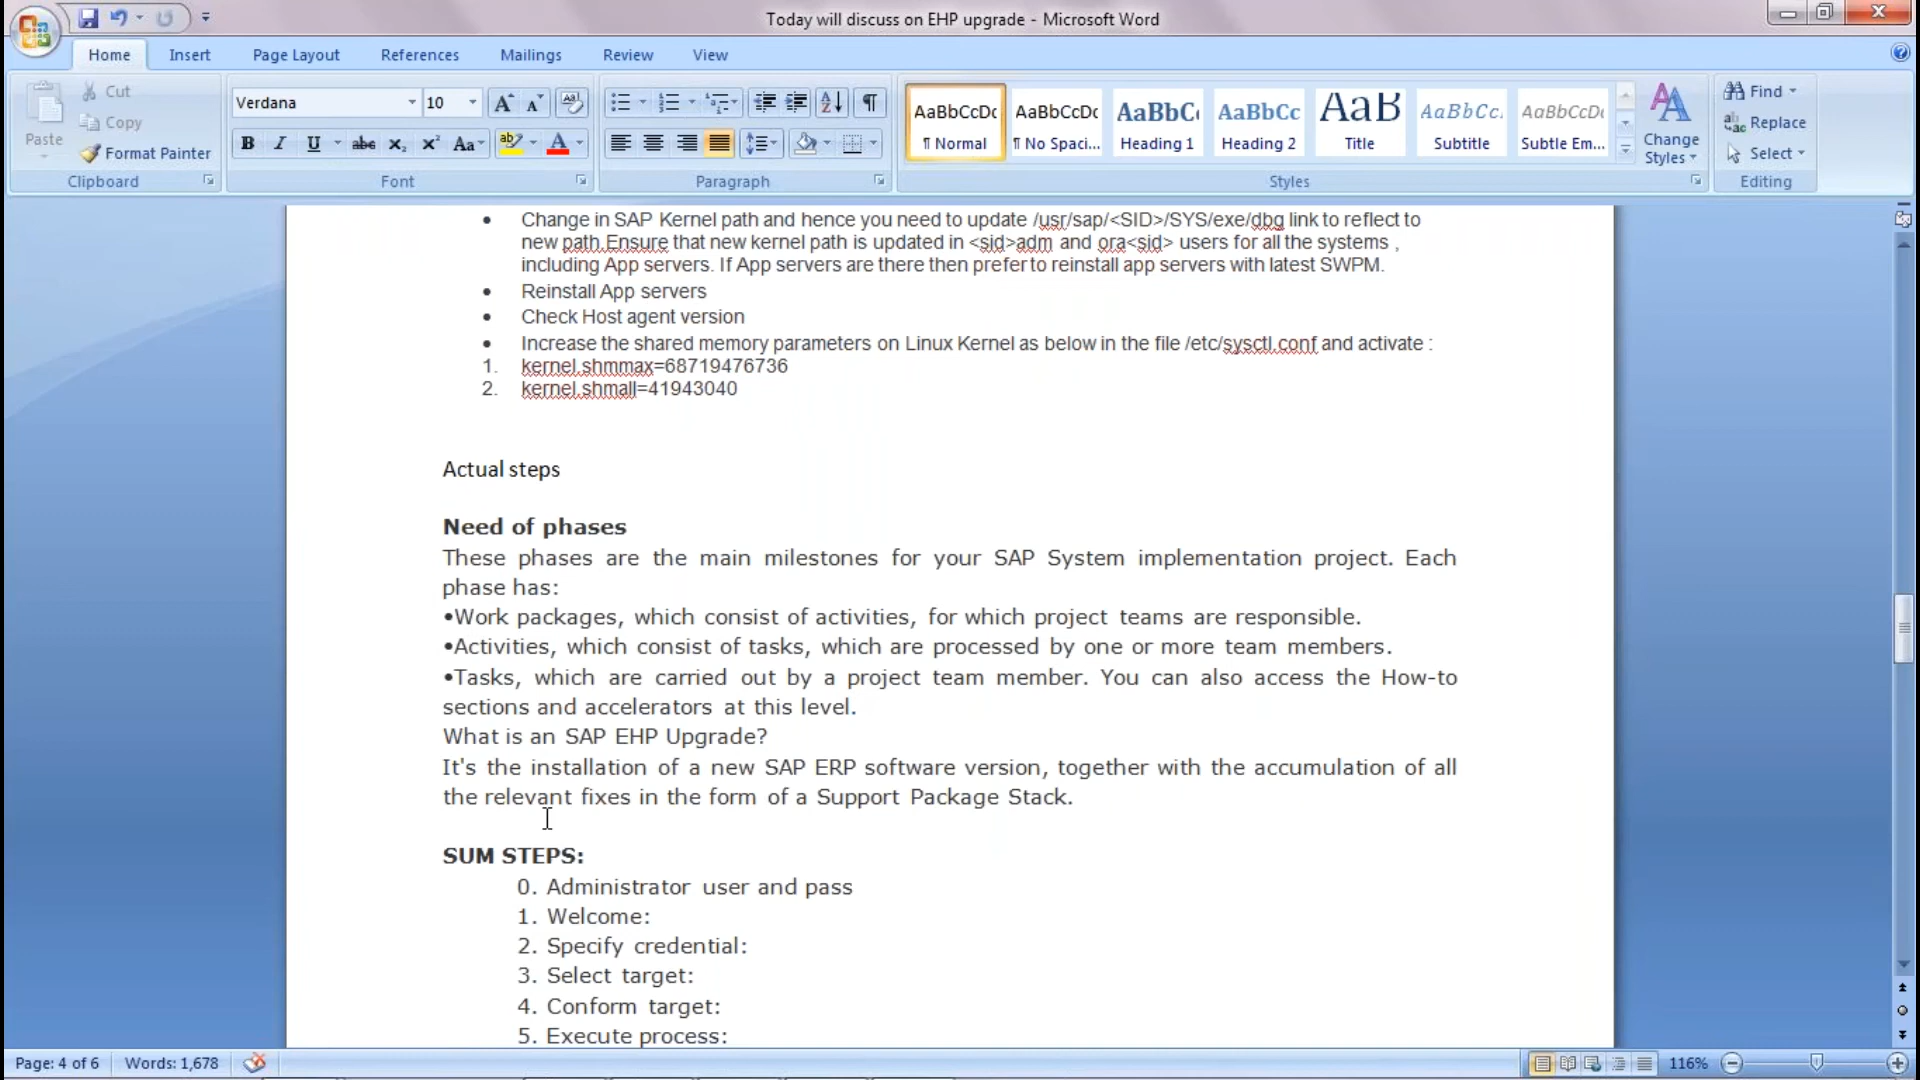 Today will discuss on EHP upgrade - Microsoft Word
Home Insert Page Layout References Mailings Review View
Paste
Cut
Copy
Format Painter
Clipboard
Verdana 10
B I U abc
Font
Paragraph
AaBbCcDc AaBbCcDc AaBbC( AaBbCc AaB AaBbCc. AaBbCcDc
¶ Normal ¶ No Spaci... Heading 1 Heading 2 Title Subtitle Subtle Em...
Styles
Change
Styles
Find
Replace
Select
Editing
• Change in SAP Kernel path and hence you need to update /usr/sap/<SID>/SYS/exe/dbg link to reflect to
new path.Ensure that new kernel path is updated in <sid>adm and ora<sid> users for all the systems ,
including App servers. If App servers are there then prefer to reinstall app servers with latest SWPM.
• Reinstall App servers
• Check Host agent version
• Increase the shared memory parameters on Linux Kernel as below in the file /etc/sysctl.conf and activate :
1. kernel.shmmax=68719476736
2. kernel.shmall=41943040
Actual steps
Need of phases
These phases are the main milestones for your SAP System implementation project. Each
phase has:
•Work packages, which consist of activities, for which project teams are responsible.
•Activities, which consist of tasks, which are processed by one or more team members.
•Tasks, which are carried out by a project team member. You can also access the How-to
sections and accelerators at this level.
What is an SAP EHP Upgrade?
It's the installation of a new SAP ERP software version, together with the accumulation of all
the relevant fixes in the form of a Support Package Stack.
SUM STEPS:
0. Administrator user and pass
1. Welcome:
2. Specify credential:
3. Select target:
4. Conform target:
5. Execute process:
Page: 4 of 6 Words: 1,678 116%